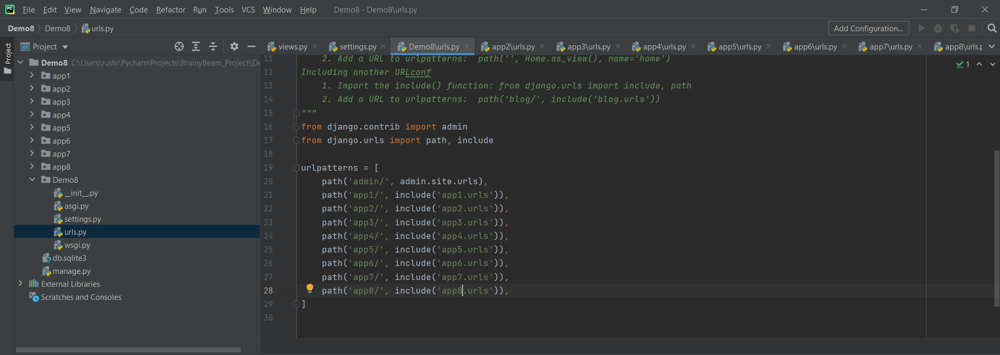 File Edit View Navigate Code Refactor Run Tools VCS Window Help Demo8 - Demo8\urls.py
Demo8 Demo8 urls.py Add Configuration...
Project
Project
views.py settings.py Demo8\urls.py app2\urls.py app3\urls.py app4\urls.py app5\urls.py app6\urls.py app7\urls.py app8\urls.p
Demo8 C:\Users\rushi\PycharmProjects\BrainyBeam_Project\De
app1
app2
app3
app4
app5
app6
app7
app8
Demo8
__init__.py
asgi.py
settings.py
urls.py
wsgi.py
db.sqlite3
manage.py
External Libraries
Scratches and Consoles
1
11 2. Add a URL to urlpatterns:  path('', Home.as_view(), name='home')
12 Including another URLconf
13 1. Import the include() function: from django.urls import include, path
14 2. Add a URL to urlpatterns:  path('blog/', include('blog.urls'))
15 """
16 from django.contrib import admin
17 from django.urls import path, include
18
19 urlpatterns = [
20 path('admin/', admin.site.urls),
21 path('app1/', include('app1.urls')),
22 path('app2/', include('app2.urls')),
23 path('app3/', include('app3.urls')),
24 path('app4/', include('app4.urls')),
25 path('app5/', include('app5.urls')),
26 path('app6/', include('app6.urls')),
27 path('app7/', include('app7.urls')),
28 path('app8/', include('app8.urls')),
29 ]
30